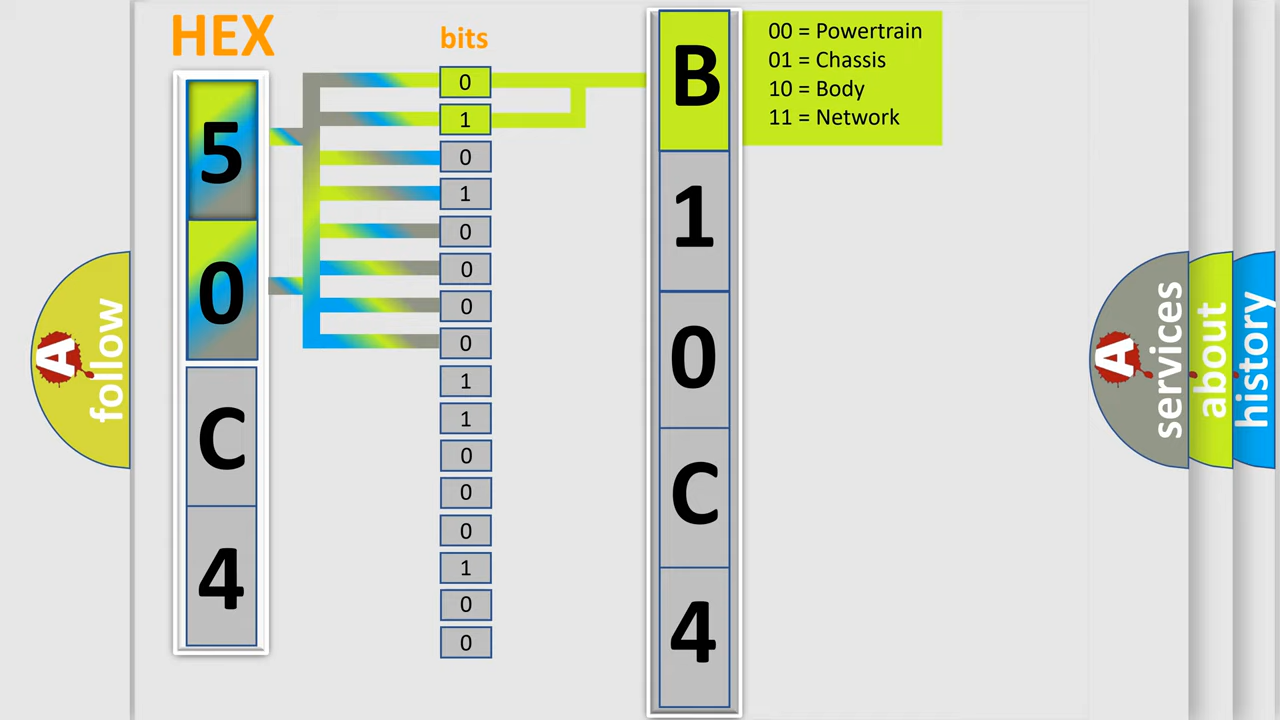 HEX
5
0
C
4
bits
0
1
0
1
0
0
0
0
1
1
0
0
0
1
0
0
B
1
0
C
4
00 = Powertrain
01 = Chassis
10 = Body
11 = Network
A
follow
A
services
about
history